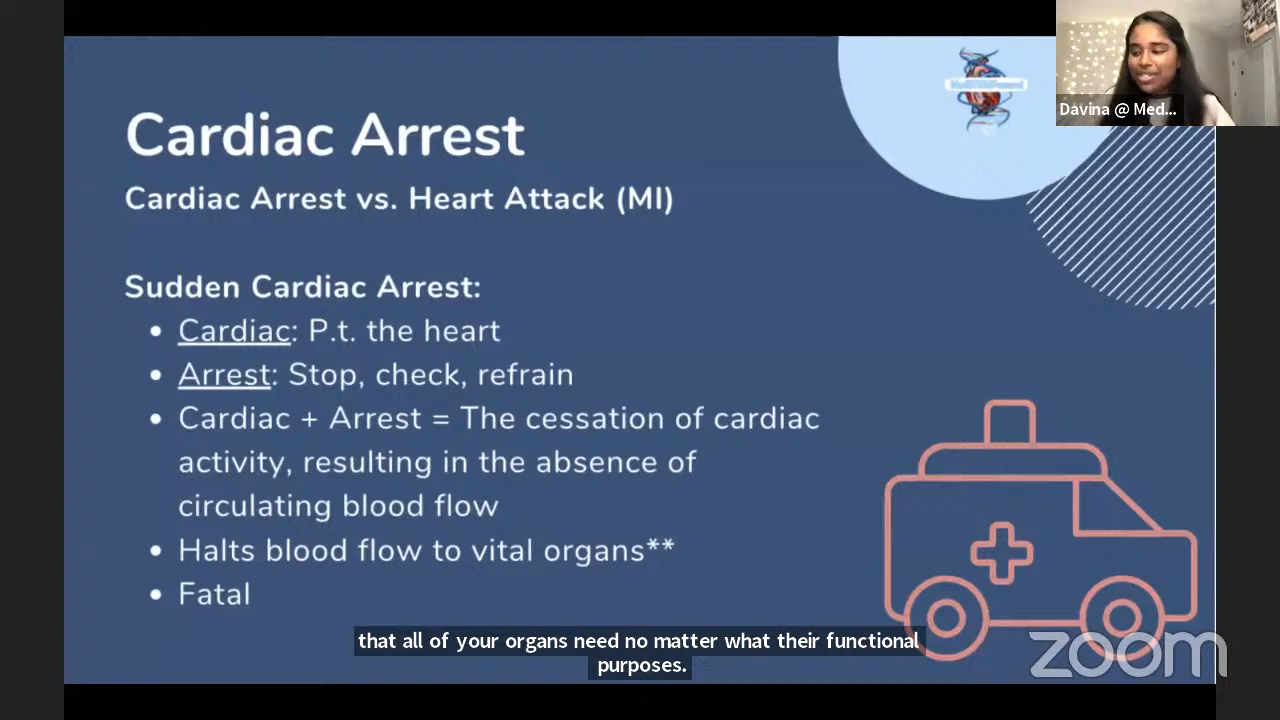 Cardiac Arrest
Cardiac Arrest vs. Heart Attack (MI)
Sudden Cardiac Arrest:
• Cardiac: P.t. the heart
• Arrest: Stop, check, refrain
• Cardiac + Arrest = The cessation of cardiac
activity, resulting in the absence of
circulating blood flow
• Halts blood flow to vital organs**
• Fatal
Davina @ Med...
that all of your organs need no matter what their functional
purposes.
zoom